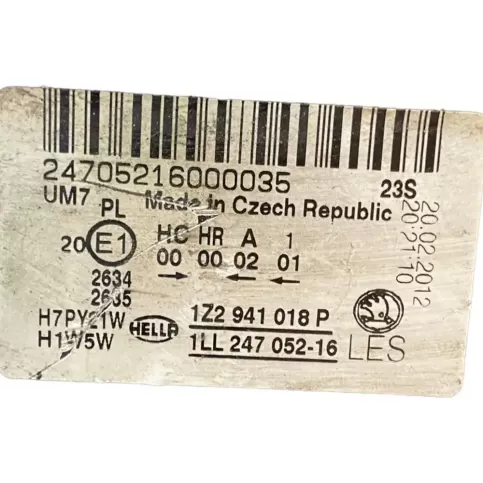 24705216000035
23S
UM7
Made in Czech Republic
PL
20 E1
HC HR A 1
00 00 02 01
2634
2635
H7PY21W
H1W5W
HELLA
1Z2 941 018 P
1LL 247 052-16
LES
20.02.2012
20:21:10